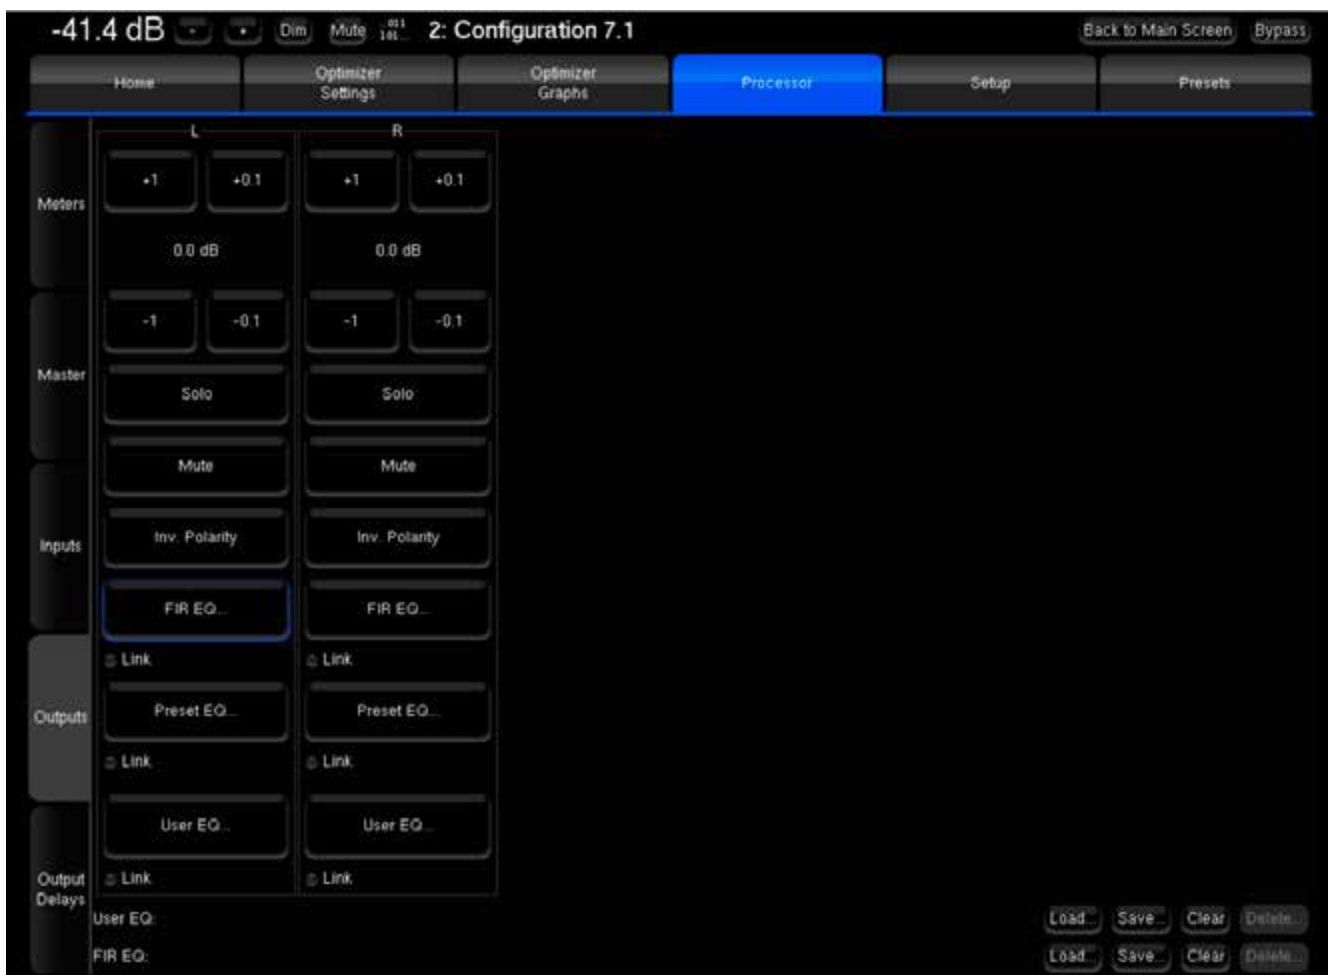 -41.4 dB - + Dim Mute 2: Configuration 7.1 Back to Main Screen Bypass
Home Optimizer Settings Optimizer Graphs Processor Setup Presets
L R
+1 +0.1 +1 +0.1
Meters
0.0 dB 0.0 dB
-1 -0.1 -1 -0.1
Master
Solo Solo
Mute Mute
Inputs
Inv. Polarity Inv. Polarity
FIR EQ... FIR EQ...
Link Link
Outputs
Preset EQ... Preset EQ...
Link Link
User EQ... User EQ...
Output Delays
Link Link
User EQ: Load... Save... Clear Delete...
FIR EQ: Load... Save... Clear Delete...